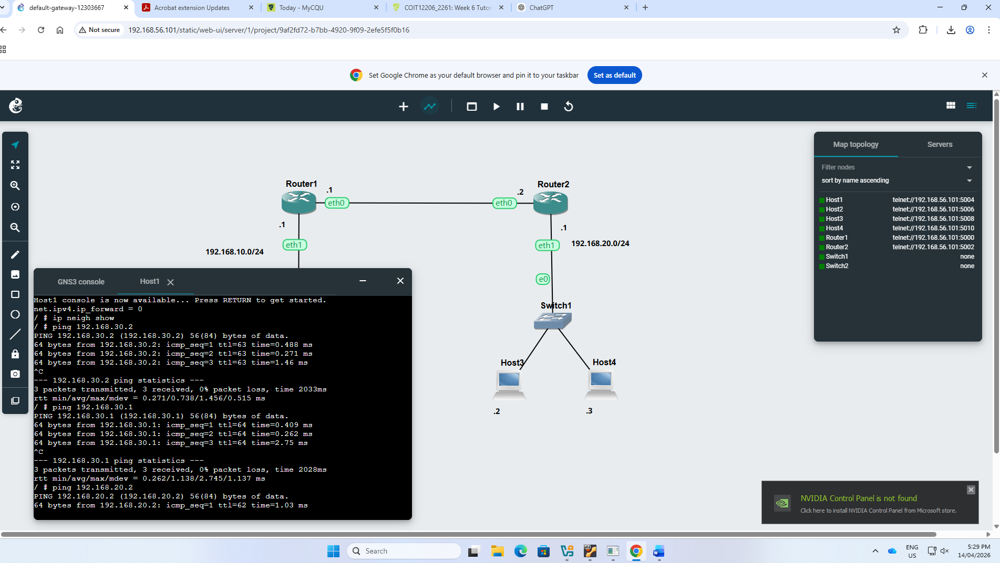 default-gateway-12303667
Acrobat extension Updates
Today - MyCQU
COIT12206_2261: Week 6 Tutor
ChatGPT
Not secure
192.168.56.101/static/web-ui/server/1/project/9af2fd72-b7bb-4920-9f09-2efe5f5f0b16
Set Google Chrome as your default browser and pin it to your taskbar
Set as default
Map topology
Servers
Filter nodes
sort by name ascending
Host1 telnet://192.168.56.101:5004
Host2 telnet://192.168.56.101:5006
Host3 telnet://192.168.56.101:5008
Host4 telnet://192.168.56.101:5010
Router1 telnet://192.168.56.101:5000
Router2 telnet://192.168.56.101:5002
Switch1 none
Switch2 none
Router1
.1
eth0
.1
eth1
192.168.10.0/24
Router2
.2
eth0
.1
eth1
192.168.20.0/24
e0
Switch1
Host3
Host4
.2
.3
GNS3 console
Host1
Host1 console is now available... Press RETURN to get started.
net.ipv4.ip_forward = 0
/ # ip neigh show
/ # ping 192.168.30.2
PING 192.168.30.2 (192.168.30.2) 56(84) bytes of data.
64 bytes from 192.168.30.2: icmp_seq=1 ttl=63 time=0.488 ms
64 bytes from 192.168.30.2: icmp_seq=2 ttl=63 time=0.271 ms
64 bytes from 192.168.30.2: icmp_seq=3 ttl=63 time=1.46 ms
^C
--- 192.168.30.2 ping statistics ---
3 packets transmitted, 3 received, 0% packet loss, time 2033ms
rtt min/avg/max/mdev = 0.271/0.738/1.456/0.515 ms
/ # ping 192.168.30.1
PING 192.168.30.1 (192.168.30.1) 56(84) bytes of data.
64 bytes from 192.168.30.1: icmp_seq=1 ttl=64 time=0.409 ms
64 bytes from 192.168.30.1: icmp_seq=2 ttl=64 time=0.262 ms
64 bytes from 192.168.30.1: icmp_seq=3 ttl=64 time=2.75 ms
^C
--- 192.168.30.1 ping statistics ---
3 packets transmitted, 3 received, 0% packet loss, time 2028ms
rtt min/avg/max/mdev = 0.262/1.138/2.745/1.137 ms
/ # ping 192.168.20.2
PING 192.168.20.2 (192.168.20.2) 56(84) bytes of data.
64 bytes from 192.168.20.2: icmp_seq=1 ttl=62 time=1.03 ms
NVIDIA Control Panel is not found
Click here to install NVIDIA Control Panel from Microsoft store.
Search
ENG
US
5:29 PM
14/04/2026